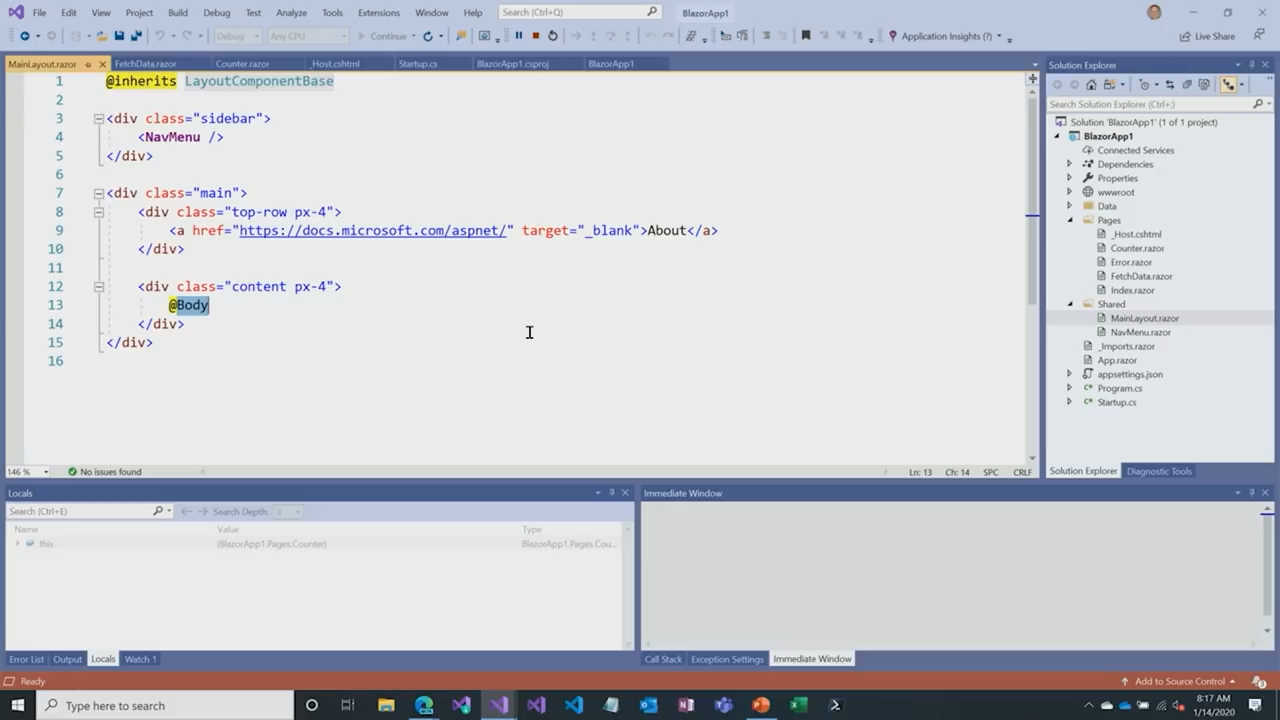 File Edit View Project Build Debug Test Analyze Tools Extensions Window Help Search (Ctrl+Q) BlazorApp1
Debug Any CPU Continue Application Insights (?) Live Share
MainLayout.razor FetchData.razor Counter.razor _Host.cshtml Startup.cs BlazorApp1.csproj BlazorApp1
1 @inherits LayoutComponentBase
2
3 <div class="sidebar">
4 <NavMenu />
5 </div>
6
7 <div class="main">
8 <div class="top-row px-4">
9 <a href="https://docs.microsoft.com/aspnet/" target="_blank">About</a>
10 </div>
11
12 <div class="content px-4">
13 @Body
14 </div>
15 </div>
16
146 % No issues found Ln: 13 Ch: 14 SPC CRLF
Solution Explorer
Search Solution Explorer (Ctrl+;)
Solution 'BlazorApp1' (1 of 1 project)
BlazorApp1
Connected Services
Dependencies
Properties
wwwroot
Data
Pages
_Host.cshtml
Counter.razor
Error.razor
FetchData.razor
Index.razor
Shared
MainLayout.razor
NavMenu.razor
_Imports.razor
App.razor
appsettings.json
Program.cs
Startup.cs
Solution Explorer Diagnostic Tools
Locals
Search (Ctrl+E) Search Depth:
Name Value Type
this {BlazorApp1.Pages.Counter} BlazorApp1.Pages.Cou...
Error List Output Locals Watch 1
Immediate Window
Call Stack Exception Settings Immediate Window
Ready Add to Source Control
Type here to search 8:17 AM
1/14/2020